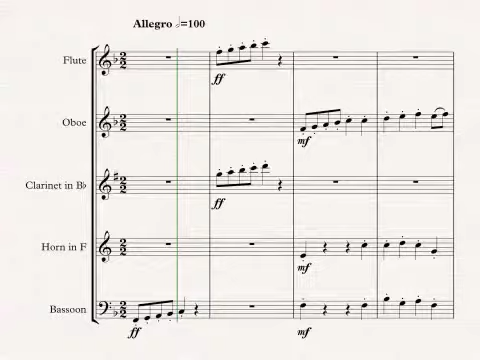 Allegro 𝅗𝅥=100
Flute
ff
Oboe
mf
Clarinet in B♭
ff
Horn in F
mf
Bassoon
ff
mf